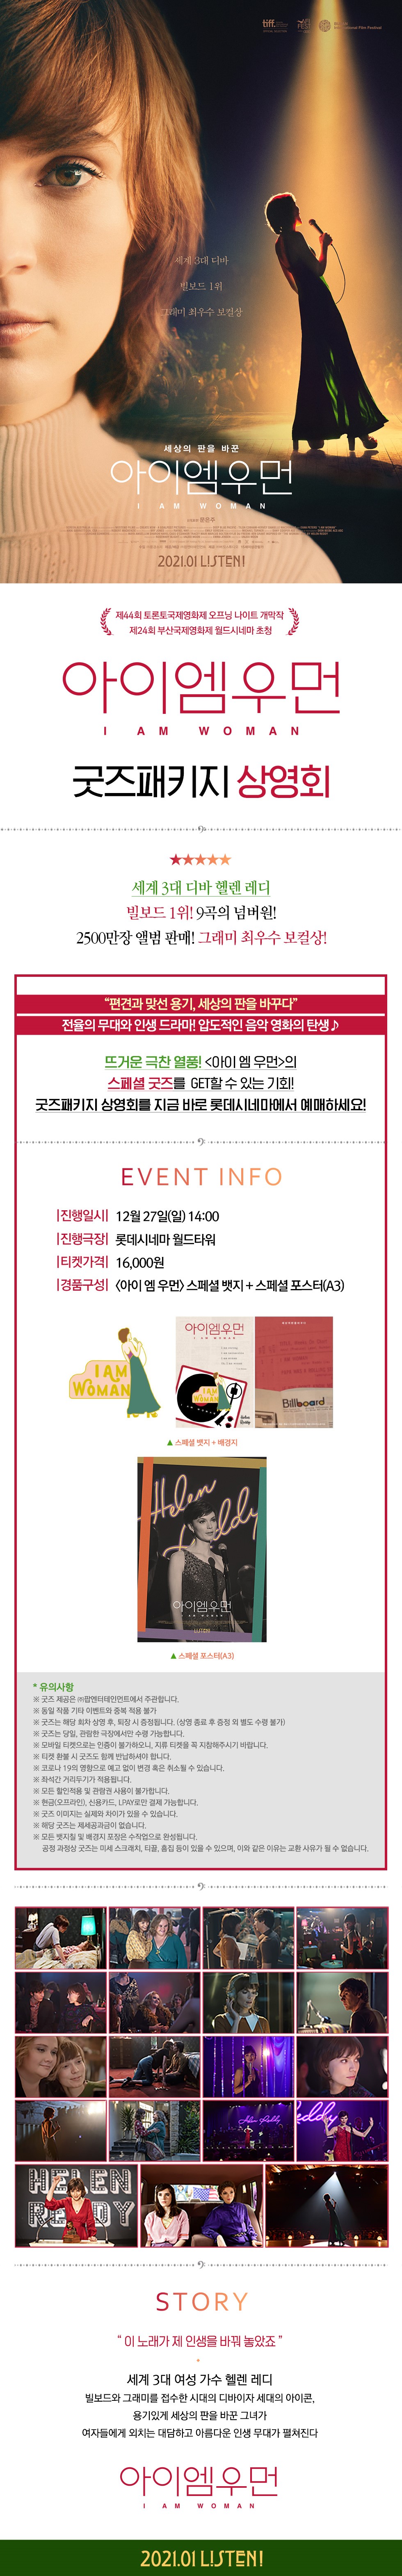 tiff.
International Film Festival
세계 3대 디바
빌보드 1위
그래미 최우수 보컬상
세상의 판을 바꾼
아이엠우먼
I AM WOMAN
2021.01 L!STEN!
제44회 토론토국제영화제 오프닝 나이트 개막작
제24회 부산국제영화제 월드시네마 초청
아이엠우먼
I AM WOMAN
굿즈패키지 상영회
★★★★★
세계 3대 디바 헬렌 레디
빌보드 1위! 9곡의 넘버원!
2500만장 앨범 판매! 그래미 최우수 보컬상!
“편견과 맞선 용기, 세상의 판을 바꾸다”
전율의 무대와 인생 드라마! 압도적인 음악 영화의 탄생♪
뜨거운 극찬 열풍! <아이 엠 우먼>의
스페셜 굿즈를 GET할 수 있는 기회!
굿즈패키지 상영회를 지금 바로 롯데시네마에서 예매하세요!
EVENT INFO
|진행일시| 12월 27일(일) 14:00
|진행극장| 롯데시네마 월드타워
|티켓가격| 16,000원
|경품구성| <아이 엠 우먼> 스페셜 뱃지 + 스페셜 포스터(A3)
I AM WOMAN
아이엠우먼
I AM WOMAN
Billboard
▲ 스페셜 뱃지 + 배경지
Helen Reddy
아이엠우먼
I AM WOMAN
▲ 스페셜 포스터(A3)
* 유의사항
※ 굿즈 제공은 ㈜팝엔터테인먼트에서 주관합니다.
※ 동일 작품 기타 이벤트와 중복 적용 불가
※ 굿즈는 해당 회차 상영 후, 퇴장 시 증정됩니다. (상영 종료 후 증정 외 별도 수령 불가)
※ 굿즈는 당일, 관람한 극장에서만 수령 가능합니다.
※ 모바일 티켓으로는 인증이 불가하오니, 지류 티켓을 꼭 지참해주시기 바랍니다.
※ 티켓 환불 시 굿즈도 함께 반납하셔야 합니다.
※ 코로나 19의 영향으로 예고 없이 변경 혹은 취소될 수 있습니다.
※ 좌석간 거리두기가 적용됩니다.
※ 모든 할인적용 및 관람권 사용이 불가합니다.
※ 현금(오프라인), 신용카드, L.PAY로만 결제 가능합니다.
※ 굿즈 이미지는 실제와 차이가 있을 수 있습니다.
※ 해당 굿즈는 제세공과금이 없습니다.
※ 모든 뱃지칠 및 배경지 포장은 수작업으로 완성됩니다.
공정 과정상 굿즈는 미세 스크래치, 티끌, 흠집 등이 있을 수 있으며, 이와 같은 이유는 교환 사유가 될 수 없습니다.
Helen Reddy
eddy
HELEN
REDDY
STORY
“ 이 노래가 제 인생을 바꿔 놓았죠 ”
세계 3대 여성 가수 헬렌 레디
빌보드와 그래미를 접수한 시대의 디바이자 세대의 아이콘,
용기있게 세상의 판을 바꾼 그녀가
여자들에게 외치는 대담하고 아름다운 인생 무대가 펼쳐진다
아이엠우먼
I AM WOMAN
2021.01 L!STEN!